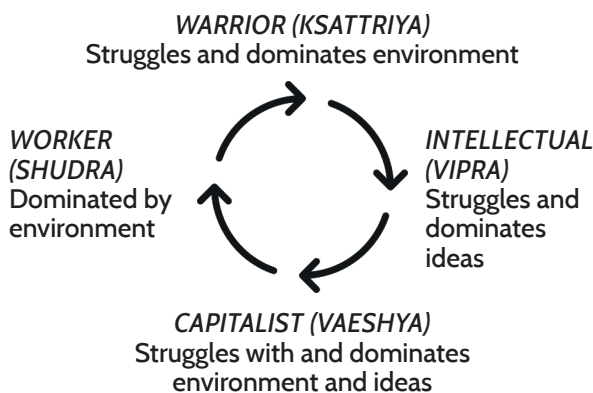 WARRIOR (KSATTRIYA)
Struggles and dominates environment
WORKER
(SHUDRA)
Dominated by
environment
INTELLECTUAL
(VIPRA)
Struggles and
dominates
ideas
CAPITALIST (VAESHYA)
Struggles with and dominates
environment and ideas